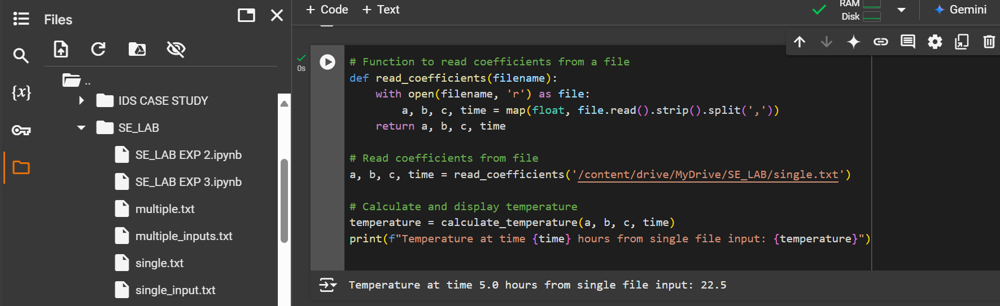 Files
..
IDS CASE STUDY
SE_LAB
SE_LAB EXP 2.ipynb
SE_LAB EXP 3.ipynb
multiple.txt
multiple_inputs.txt
single.txt
single_input.txt
{x}
+ Code + Text
RAM
Disk
Gemini
0s
# Function to read coefficients from a file
def read_coefficients(filename):
    with open(filename, 'r') as file:
        a, b, c, time = map(float, file.read().strip().split(','))
    return a, b, c, time
# Read coefficients from file
a, b, c, time = read_coefficients('/content/drive/MyDrive/SE_LAB/single.txt')
# Calculate and display temperature
temperature = calculate_temperature(a, b, c, time)
print(f"Temperature at time {time} hours from single file input: {temperature}")
Temperature at time 5.0 hours from single file input: 22.5